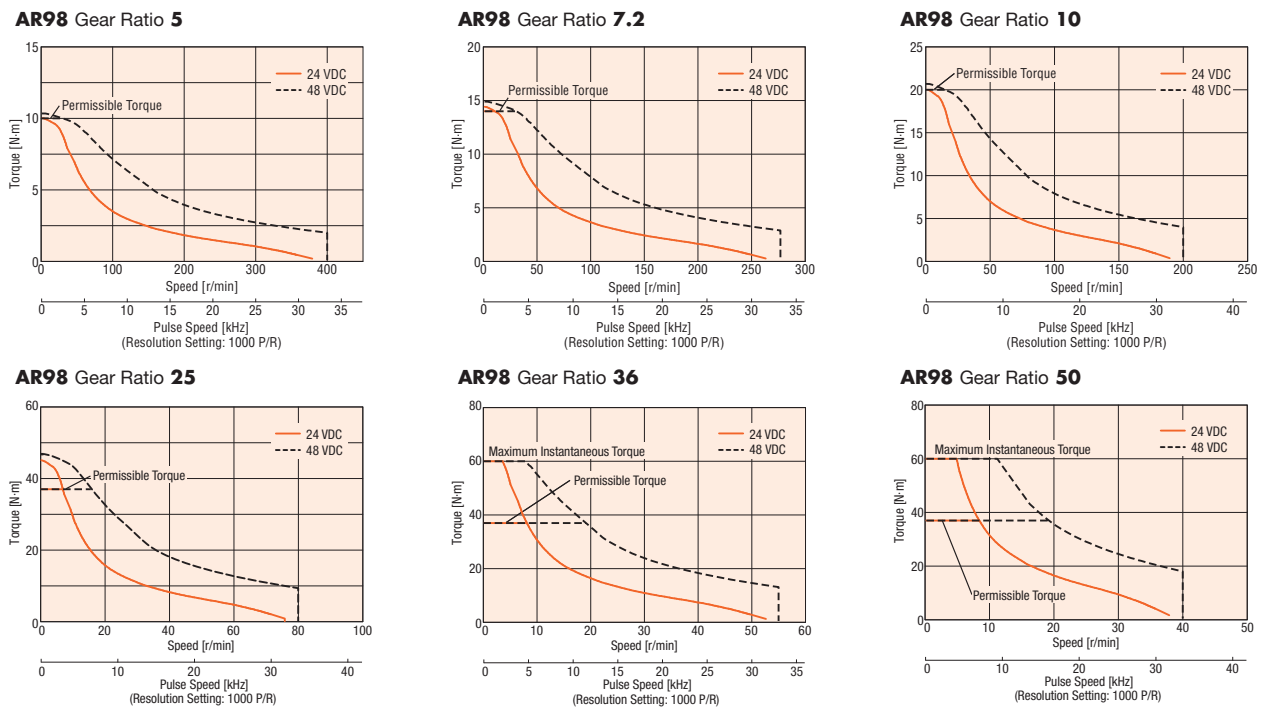 AR98 Gear Ratio 5
15
10
5
0
Torque [N·m]
Permissible Torque
24 VDC
48 VDC
0 100 200 300 400
Speed [r/min]
0 5 10 15 20 25 30 35
Pulse Speed [kHz]
(Resolution Setting: 1000 P/R)
AR98 Gear Ratio 7.2
20
15
10
5
0
Torque [N·m]
Permissible Torque
24 VDC
48 VDC
0 50 100 150 200 250 300
Speed [r/min]
0 5 10 15 20 25 30 35
Pulse Speed [kHz]
(Resolution Setting: 1000 P/R)
AR98 Gear Ratio 10
25
20
15
10
5
0
Torque [N·m]
Permissible Torque
24 VDC
48 VDC
0 50 100 150 200 250
Speed [r/min]
0 10 20 30 40
Pulse Speed [kHz]
(Resolution Setting: 1000 P/R)
AR98 Gear Ratio 25
60
40
20
0
Torque [N·m]
Permissible Torque
24 VDC
48 VDC
0 20 40 60 80 100
Speed [r/min]
0 10 20 30 40
Pulse Speed [kHz]
(Resolution Setting: 1000 P/R)
AR98 Gear Ratio 36
80
60
40
20
0
Torque [N·m]
24 VDC
48 VDC
Maximum Instantaneous Torque
Permissible Torque
0 10 20 30 40 50 60
Speed [r/min]
0 5 10 15 20 25 30 35
Pulse Speed [kHz]
(Resolution Setting: 1000 P/R)
AR98 Gear Ratio 50
80
60
40
20
0
Torque [N·m]
24 VDC
48 VDC
Maximum Instantaneous Torque
Permissible Torque
0 10 20 30 40 50
Speed [r/min]
0 10 20 30 40
Pulse Speed [kHz]
(Resolution Setting: 1000 P/R)